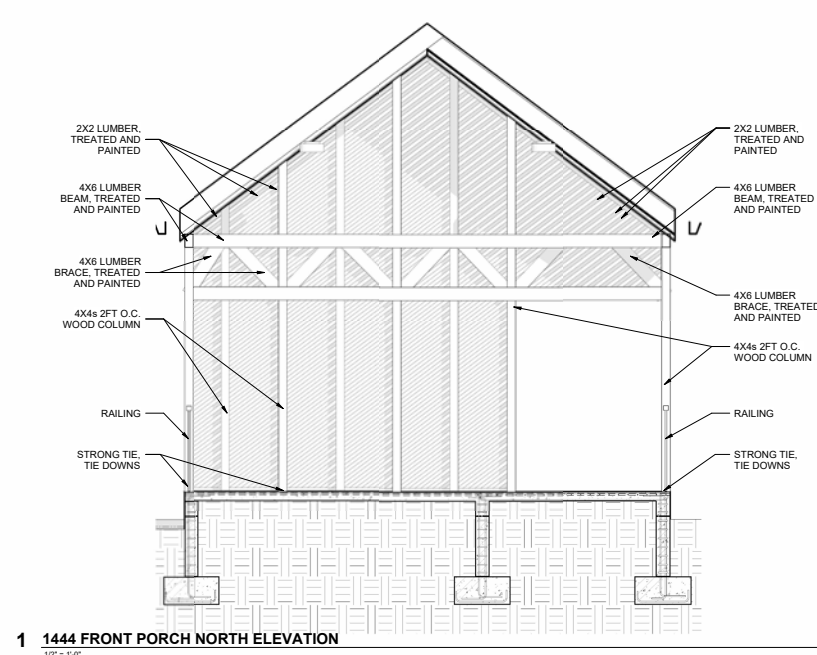 2X2 LUMBER,
TREATED AND
PAINTED
4X6 LUMBER
BEAM, TREATED
AND PAINTED
4X6 LUMBER
BRACE, TREATED
AND PAINTED
4X4s 2FT O.C.
WOOD COLUMN
RAILING
STRONG TIE,
TIE DOWNS
2X2 LUMBER,
TREATED AND
PAINTED
4X6 LUMBER
BEAM, TREATED
AND PAINTED
4X6 LUMBER
BRACE, TREATED
AND PAINTED
4X4s 2FT O.C.
WOOD COLUMN
RAILING
STRONG TIE,
TIE DOWNS
1 1444 FRONT PORCH NORTH ELEVATION
1/2" = 1'-0"